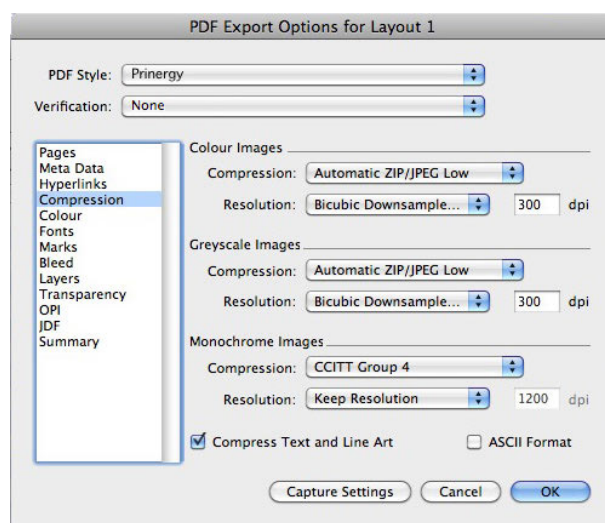 PDF Export Options for Layout 1
PDF Style: Prinergy
Verification: None
Pages
Meta Data
Hyperlinks
Compression
Colour
Fonts
Marks
Bleed
Layers
Transparency
OPI
JDF
Summary
Colour Images
Compression: Automatic ZIP/JPEG Low
Resolution: Bicubic Downsample... 300 dpi
Greyscale Images
Compression: Automatic ZIP/JPEG Low
Resolution: Bicubic Downsample... 300 dpi
Monochrome Images
Compression: CCITT Group 4
Resolution: Keep Resolution 1200 dpi
Compress Text and Line Art ASCII Format
Capture Settings Cancel OK